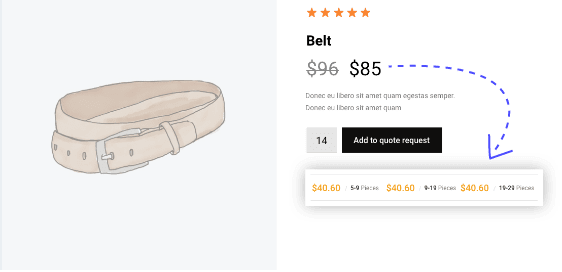 Belt
$96 $85
Donec eu libero sit amet quam egestas semper
Donec eu libero sit amet quam
14 Add to quote request
$40.60 / 5-9 Pieces $40.60 / 9-19 Pieces $40.60 / 19-29 Pieces